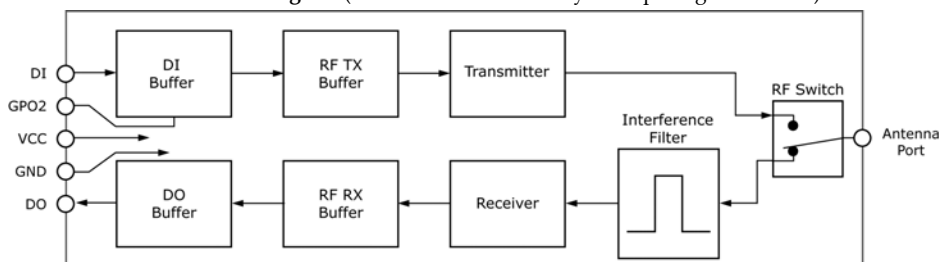 DI
Buffer
RF TX
Buffer
Transmitter
RF Switch
DI
GPO2
VCC
GND
DO
Interference
Filter
Antenna
Port
DO
Buffer
RF RX
Buffer
Receiver